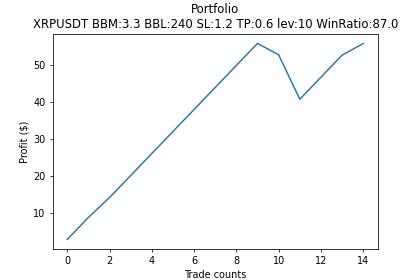 Portfolio
XRPUSDT BBM:3.3 BBL:240 SL:1.2 TP:0.6 lev:10 WinRatio:87.0
Profit ($)
50
40
30
20
10
0 2 4 6 8 10 12 14
Trade counts